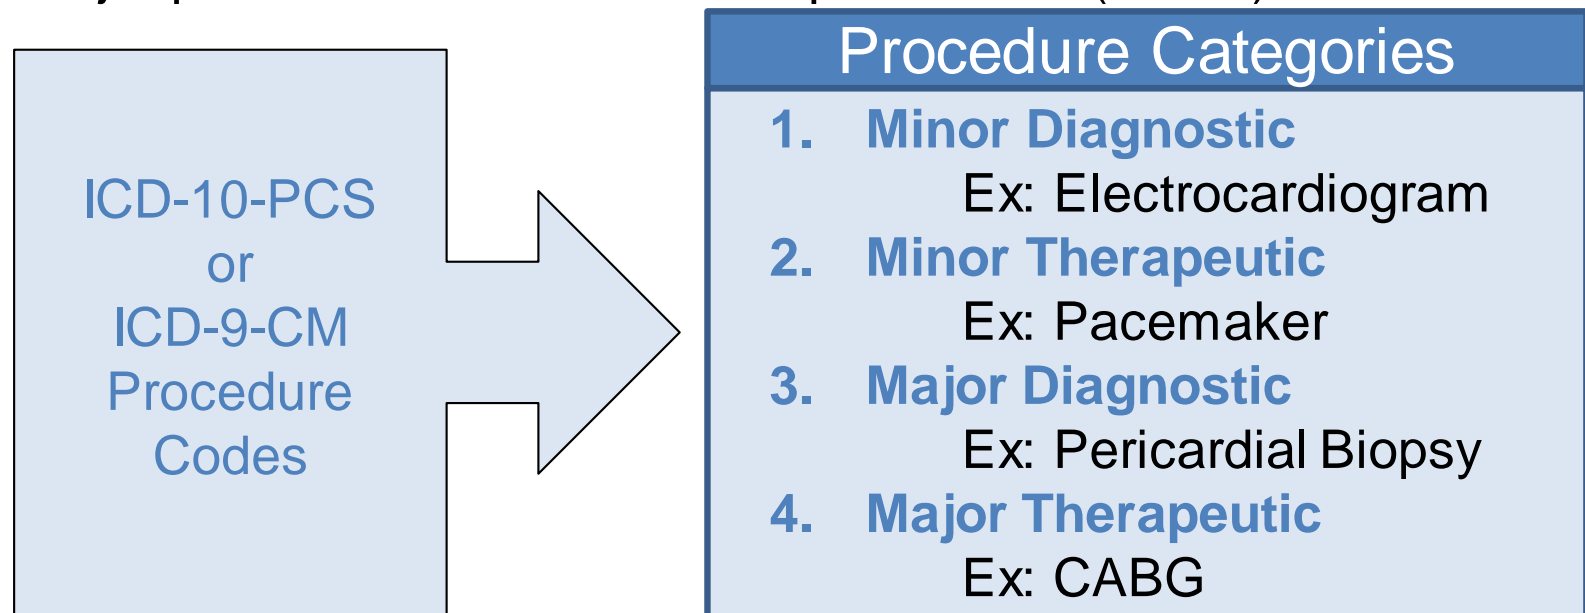 ICD-10-PCS
or
ICD-9-CM
Procedure
Codes
Procedure Categories
1. Minor Diagnostic
Ex: Electrocardiogram
2. Minor Therapeutic
Ex: Pacemaker
3. Major Diagnostic
Ex: Pericardial Biopsy
4. Major Therapeutic
Ex: CABG